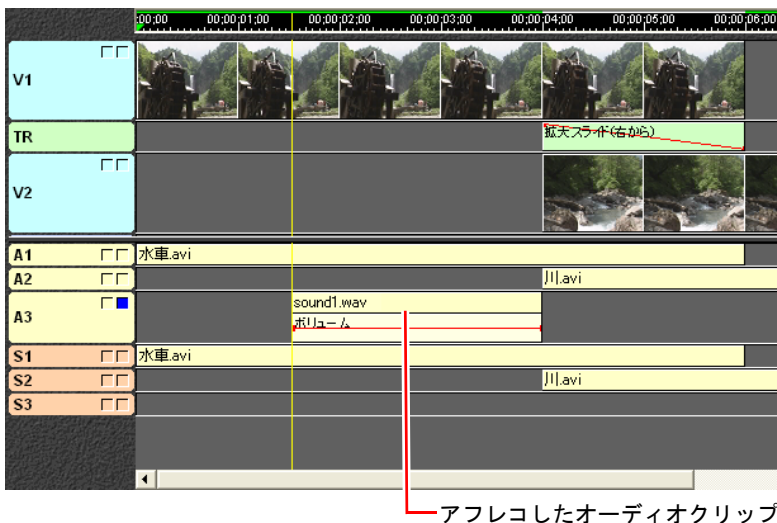 00;00 00;00;01;00 00;00;02;00 00;00;03;00 00;00;04;00 00;00;05;00 00;00;06;00
V1
TR 拡大スライド(右から)
V2
A1 水車.avi
A2 川.avi
A3 sound1.wav
ボリューム
S1 水車.avi
S2 川.avi
S3
アフレコしたオーディオクリップ